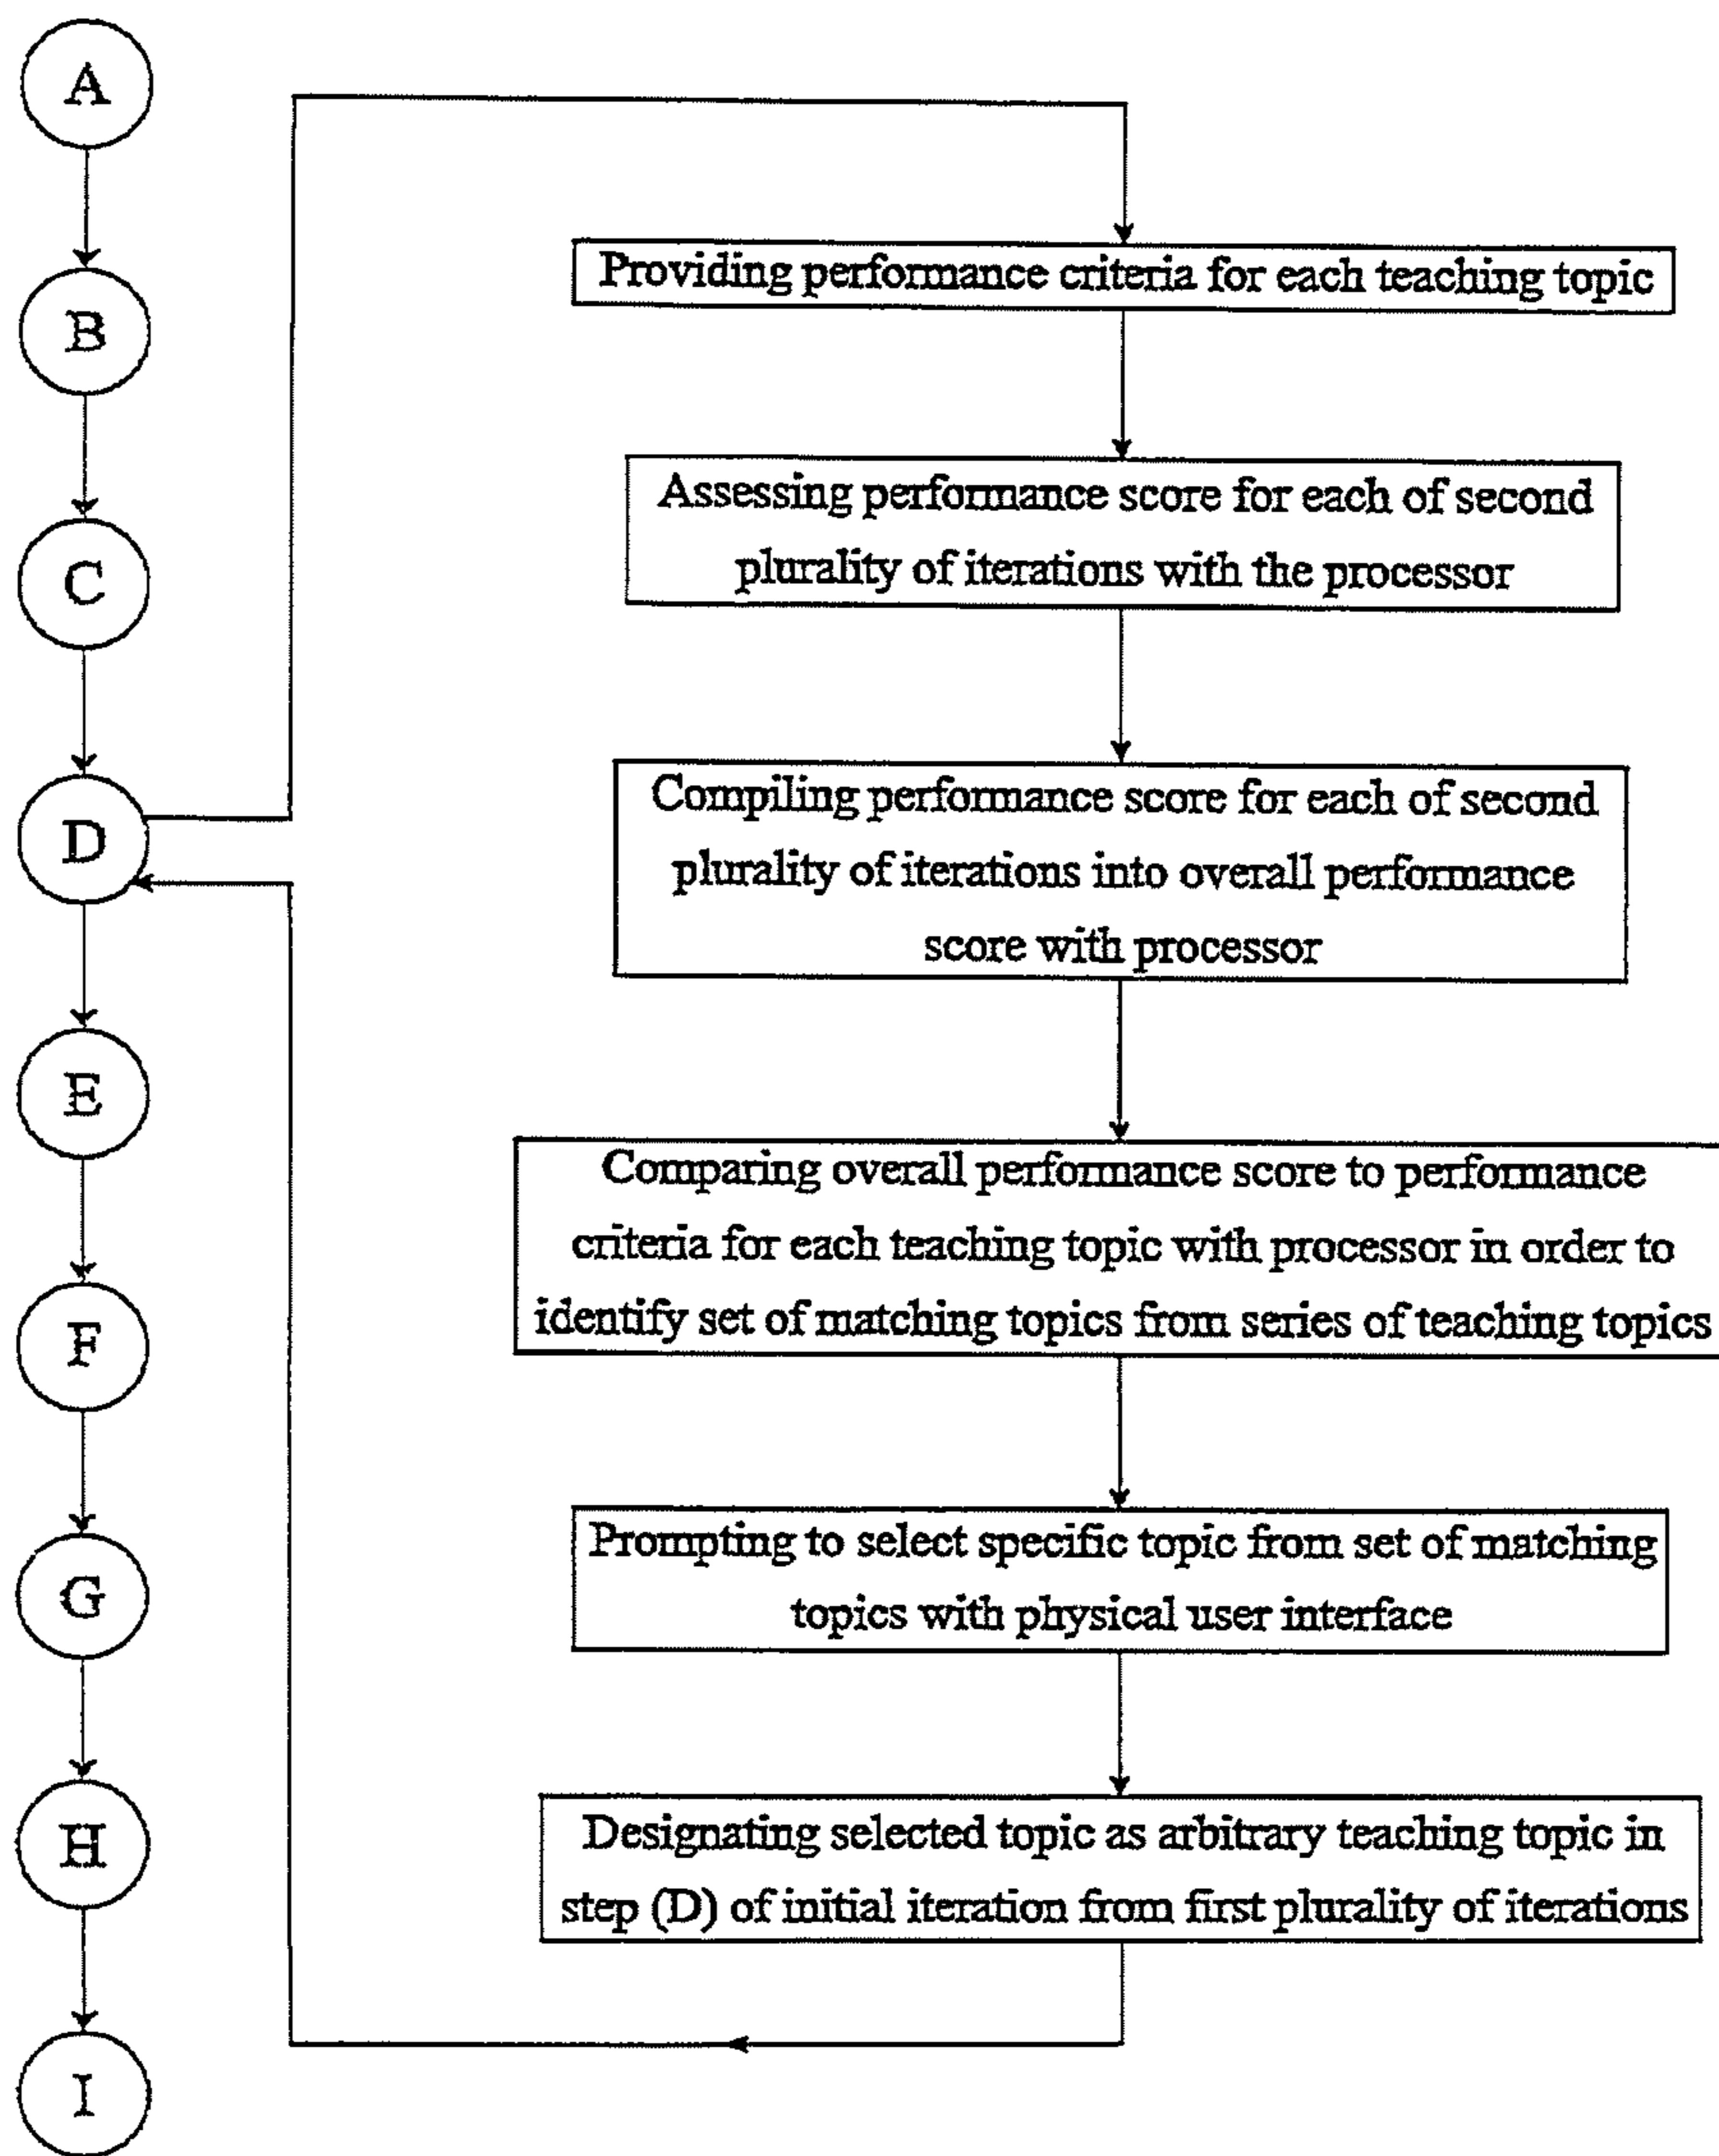 A
B
C
D
E
F
G
H
I
Providing performance criteria for each teaching topic
Assessing performance score for each of second
plurality of iterations with the processor
Compiling performance score for each of second
plurality of iterations into overall performance
score with processor
Comparing overall performance score to performance
criteria for each teaching topic with processor in order to
identify set of matching topics from series of teaching topics
Prompting to select specific topic from set of matching
topics with physical user interface
Designating selected topic as arbitrary teaching topic in
step (D) of initial iteration from first plurality of iterations